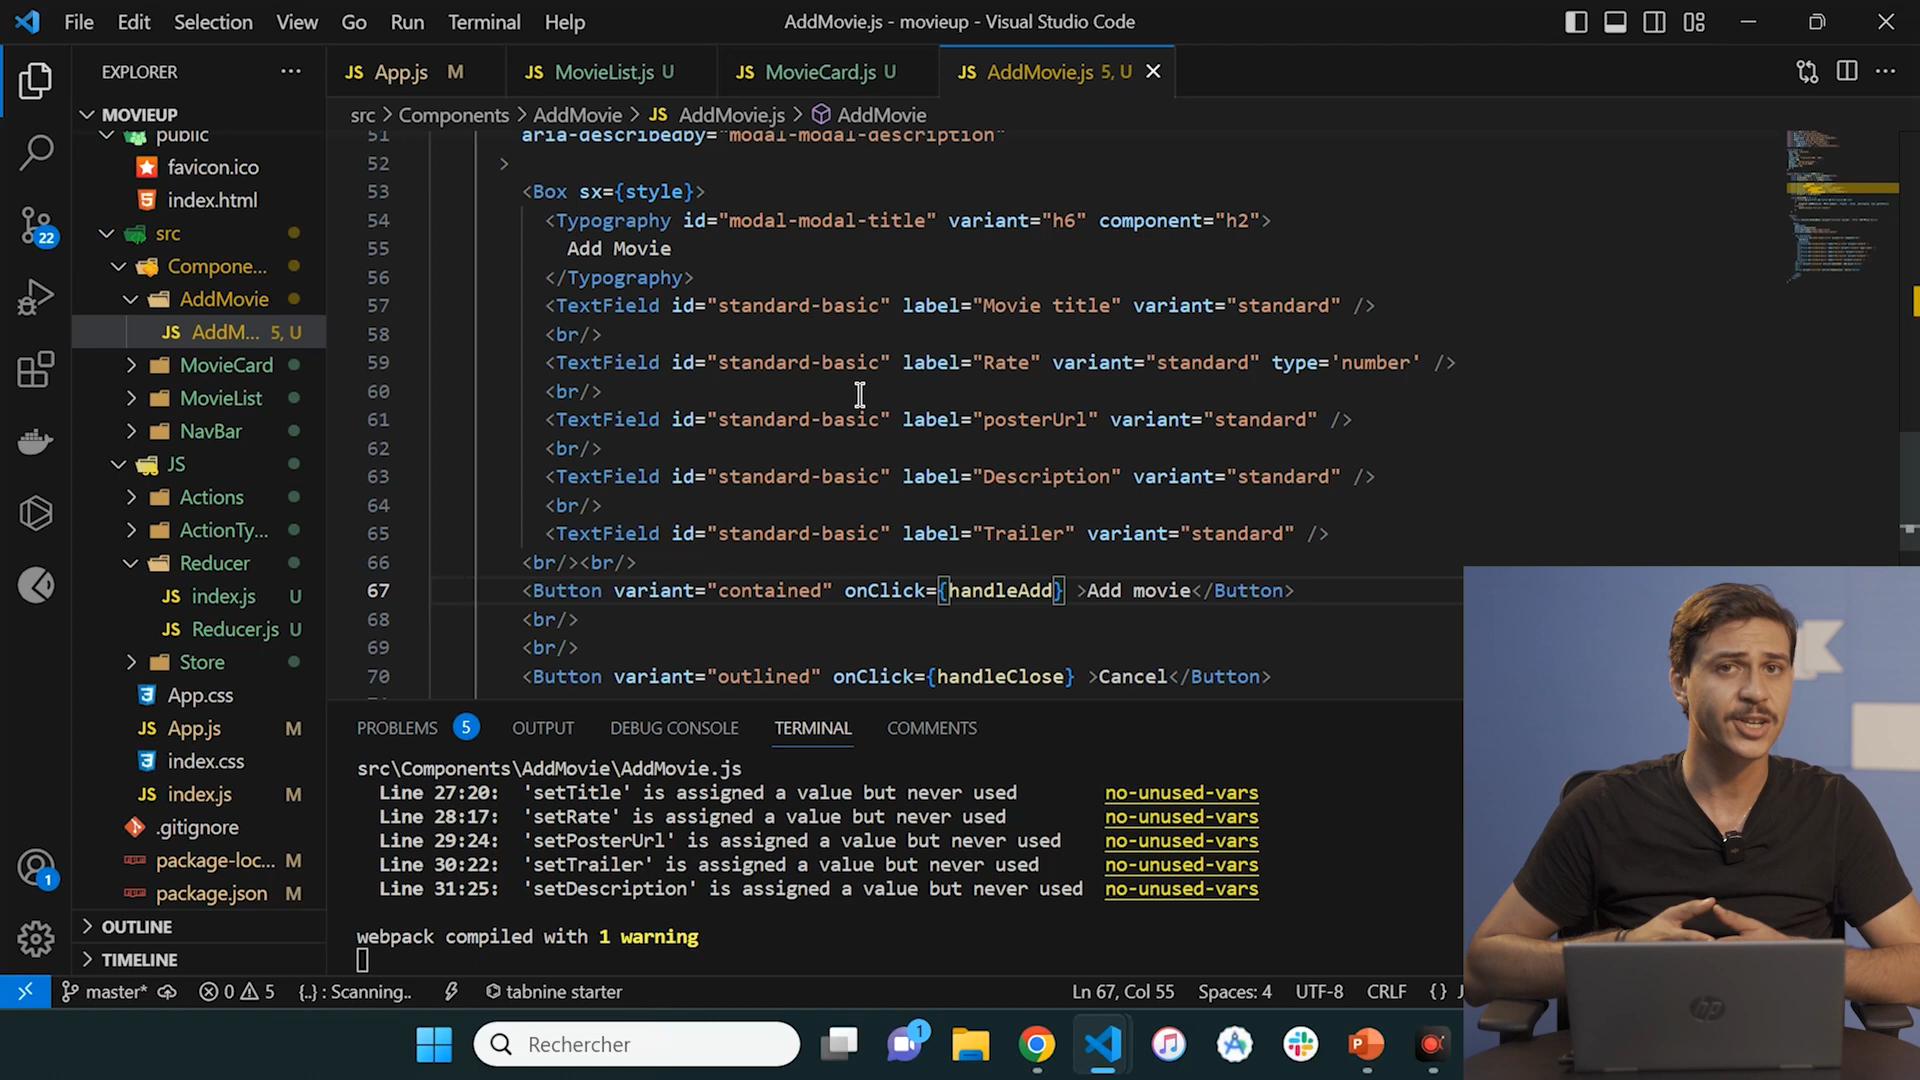 File Edit Selection View Go Run Terminal Help
AddMovie.js - movieup - Visual Studio Code
EXPLORER
JS App.js M
JS MovieList.js U
JS MovieCard.js U
JS AddMovie.js 5, U
MOVIEUP
public
favicon.ico
index.html
src
Compone...
AddMovie
JS AddM... 5, U
MovieCard
MovieList
NavBar
JS
Actions
ActionTy...
Reducer
JS index.js U
JS Reducer.js U
Store
App.css
JS App.js M
index.css
JS index.js M
.gitignore
package-loc... M
package.json M
OUTLINE
TIMELINE
22
1
src > Components > AddMovie > JS AddMovie.js > AddMovie
51 aria-describedby="modal-modal-description"
52 >
53 <Box sx={style}>
54 <Typography id="modal-modal-title" variant="h6" component="h2">
55 Add Movie
56 </Typography>
57 <TextField id="standard-basic" label="Movie title" variant="standard" />
58 <br/>
59 <TextField id="standard-basic" label="Rate" variant="standard" type='number' />
60 <br/>
61 <TextField id="standard-basic" label="posterUrl" variant="standard" />
62 <br/>
63 <TextField id="standard-basic" label="Description" variant="standard" />
64 <br/>
65 <TextField id="standard-basic" label="Trailer" variant="standard" />
66 <br/><br/>
67 <Button variant="contained" onClick={handleAdd} >Add movie</Button>
68 <br/>
69 <br/>
70 <Button variant="outlined" onClick={handleClose} >Cancel</Button>
PROBLEMS 5 OUTPUT DEBUG CONSOLE TERMINAL COMMENTS
src\Components\AddMovie\AddMovie.js
Line 27:20: 'setTitle' is assigned a value but never used no-unused-vars
Line 28:17: 'setRate' is assigned a value but never used no-unused-vars
Line 29:24: 'setPosterUrl' is assigned a value but never used no-unused-vars
Line 30:22: 'setTrailer' is assigned a value but never used no-unused-vars
Line 31:25: 'setDescription' is assigned a value but never used no-unused-vars
webpack compiled with 1 warning
master* 0 5 {..} : Scanning.. tabnine starter Ln 67, Col 55 Spaces: 4 UTF-8 CRLF {}
Rechercher
1
hp